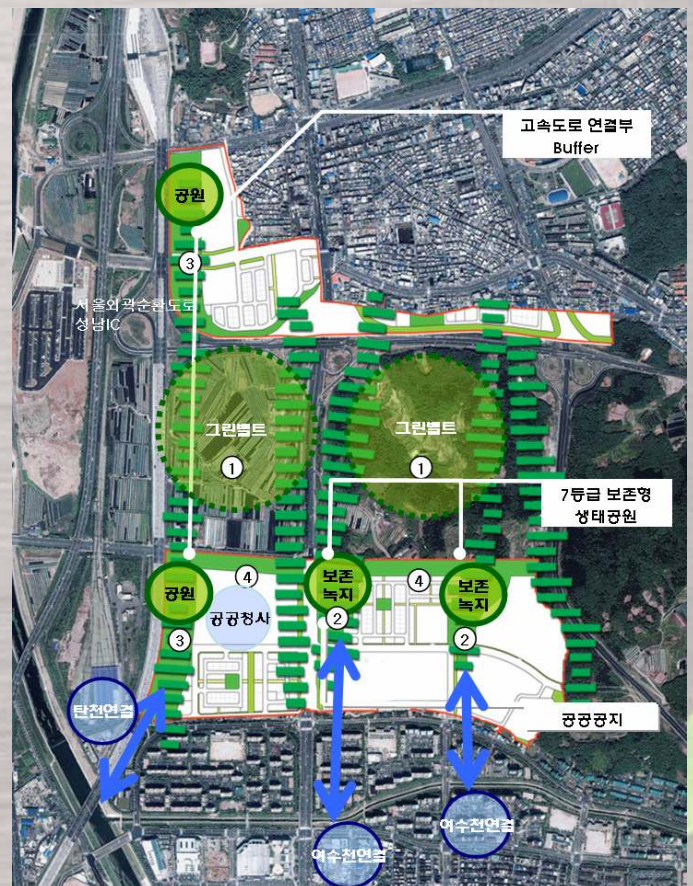 고속도로 연결부
Buffer
공원
③
서울외곽순환도로
성남IC
그린벨트
①
그린벨트
①
7등급 보존형
생태공원
공원
③
④
공공청사
보존
녹지
②
④
보존
녹지
②
탄천연결
공공공지
여수천연결
여수천연결